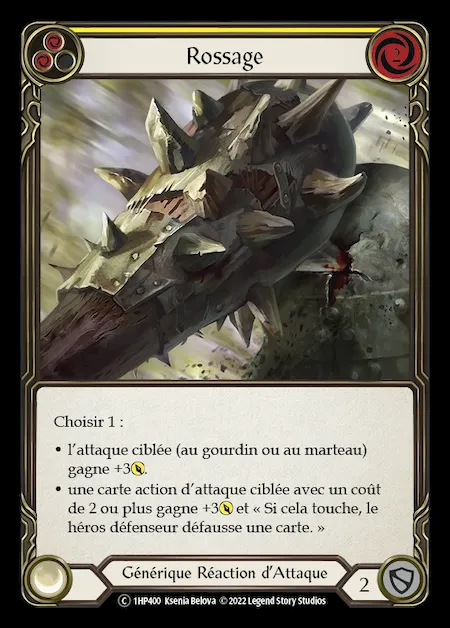 Rossage
Choisir 1 :
• l'attaque ciblée (au gourdin ou au marteau)
gagne +3.
• une carte action d'attaque ciblée avec un coût
de 2 ou plus gagne +3 et « Si cela touche, le
héros défenseur défausse une carte. »
Générique Réaction d'Attaque
2
C 1HP400 Ksenia Belova © 2022 Legend Story Studios